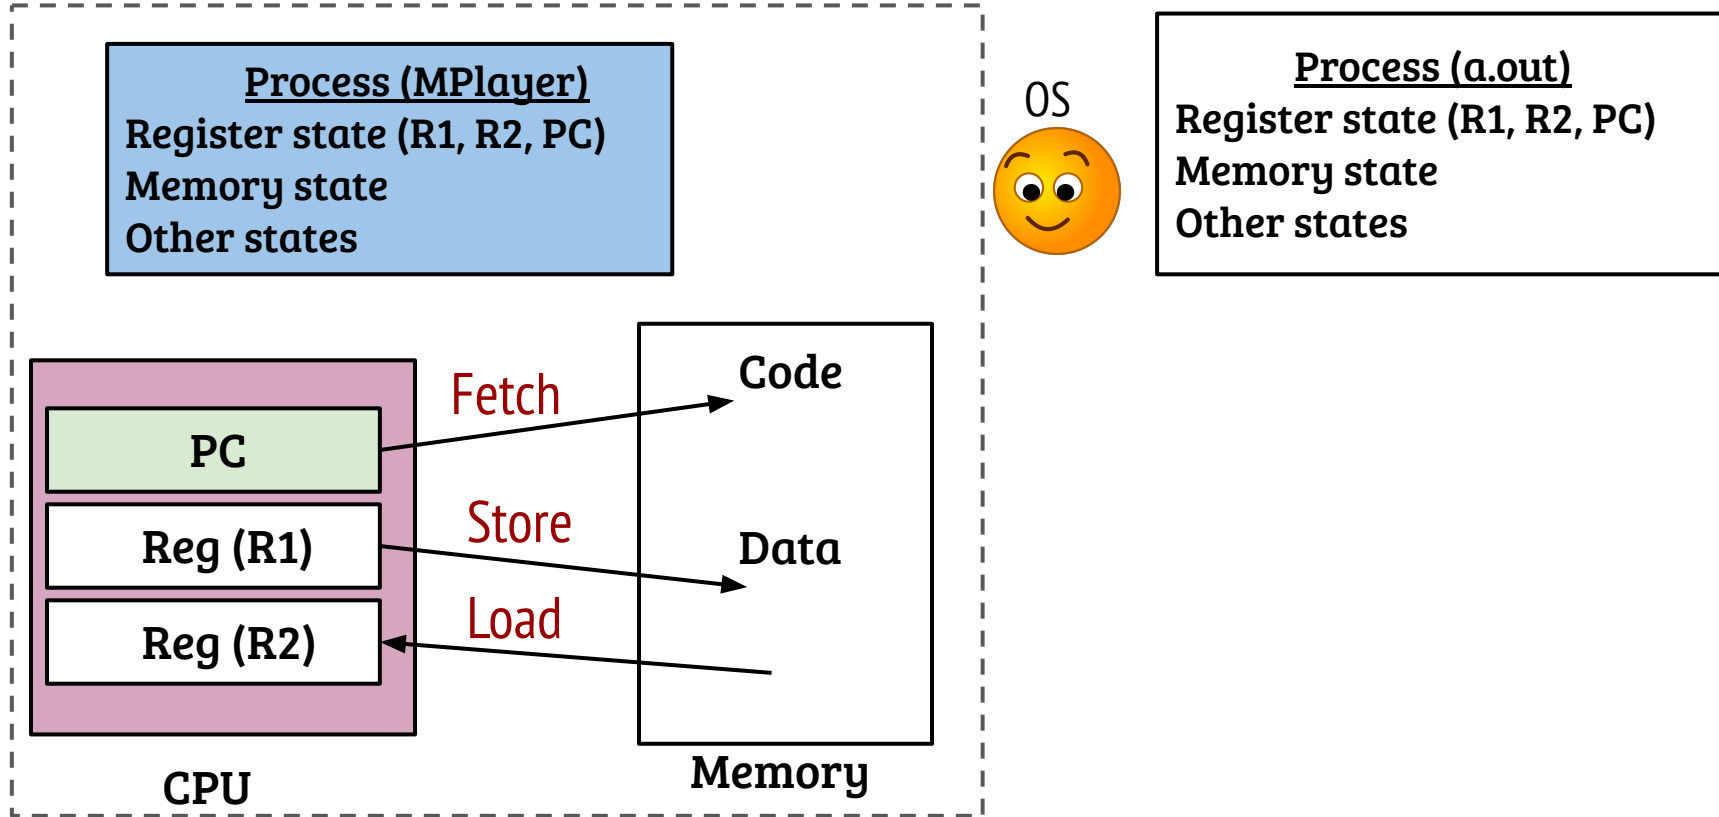 Process (MPlayer)
Register state (R1, R2, PC)
Memory state
Other states
OS
Process (a.out)
Register state (R1, R2, PC)
Memory state
Other states
PC
Reg (R1)
Reg (R2)
CPU
Fetch
Store
Load
Code
Data
Memory